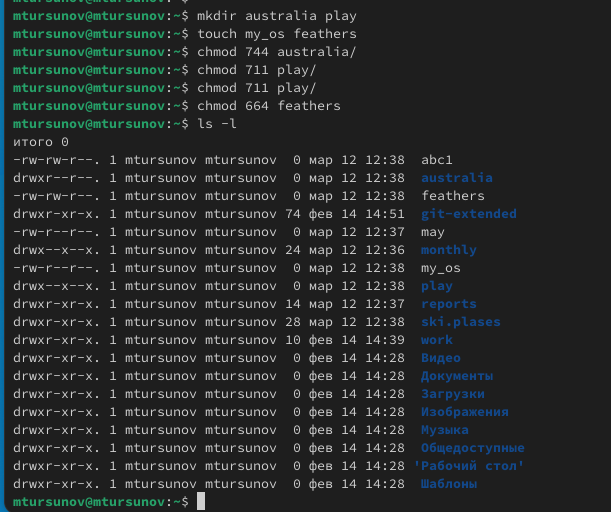 mtursunov@mtursunov:~$ mkdir australia play
mtursunov@mtursunov:~$ touch my_os feathers
mtursunov@mtursunov:~$ chmod 744 australia/
mtursunov@mtursunov:~$ chmod 711 play/
mtursunov@mtursunov:~$ chmod 711 play/
mtursunov@mtursunov:~$ chmod 664 feathers
mtursunov@mtursunov:~$ ls -l
итого 0
-rw-rw-r--. 1 mtursunov mtursunov  0 мар 12 12:38  abc1
drwxr--r--. 1 mtursunov mtursunov  0 мар 12 12:38  australia
-rw-rw-r--. 1 mtursunov mtursunov  0 мар 12 12:38  feathers
drwxr-xr-x. 1 mtursunov mtursunov 74 фев 14 14:51  git-extended
-rw-r--r--. 1 mtursunov mtursunov  0 мар 12 12:37  may
drwx--x--x. 1 mtursunov mtursunov 24 мар 12 12:36  monthly
-rw-r--r--. 1 mtursunov mtursunov  0 мар 12 12:38  my_os
drwx--x--x. 1 mtursunov mtursunov  0 мар 12 12:38  play
drwxr-xr-x. 1 mtursunov mtursunov 14 мар 12 12:37  reports
drwxr-xr-x. 1 mtursunov mtursunov 28 мар 12 12:38  ski.plases
drwxr-xr-x. 1 mtursunov mtursunov 10 фев 14 14:39  work
drwxr-xr-x. 1 mtursunov mtursunov  0 фев 14 14:28  Видео
drwxr-xr-x. 1 mtursunov mtursunov  0 фев 14 14:28  Документы
drwxr-xr-x. 1 mtursunov mtursunov  0 фев 14 14:28  Загрузки
drwxr-xr-x. 1 mtursunov mtursunov  0 фев 14 14:28  Изображения
drwxr-xr-x. 1 mtursunov mtursunov  0 фев 14 14:28  Музыка
drwxr-xr-x. 1 mtursunov mtursunov  0 фев 14 14:28  Общедоступные
drwxr-xr-x. 1 mtursunov mtursunov  0 фев 14 14:28 'Рабочий стол'
drwxr-xr-x. 1 mtursunov mtursunov  0 фев 14 14:28  Шаблоны
mtursunov@mtursunov:~$